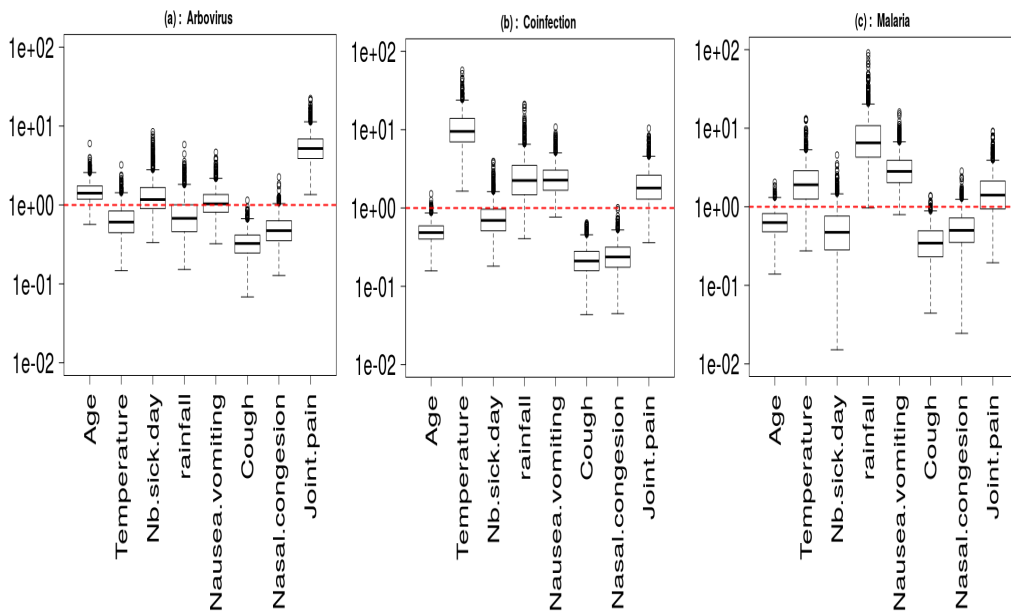 (a) : Arbovirus
1e+02
1e+01
1e+00
1e-01
1e-02
Age
Temperature
Nb.sick.day
rainfall
Nausea.vomiting
Cough
Nasal.congesion
Joint.pain
(b) : Coinfection
1e+02
1e+01
1e+00
1e-01
1e-02
Age
Temperature
Nb.sick.day
rainfall
Nausea.vomiting
Cough
Nasal.congesion
Joint.pain
(c) : Malaria
1e+02
1e+01
1e+00
1e-01
1e-02
Age
Temperature
Nb.sick.day
rainfall
Nausea.vomiting
Cough
Nasal.congesion
Joint.pain